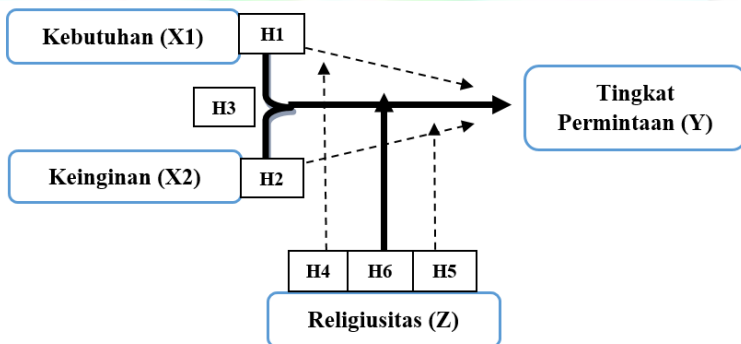 Kebutuhan (X1)
H1
H3
Tingkat
Permintaan (Y)
Keinginan (X2)
H2
H4
H6
H5
Religiusitas (Z)